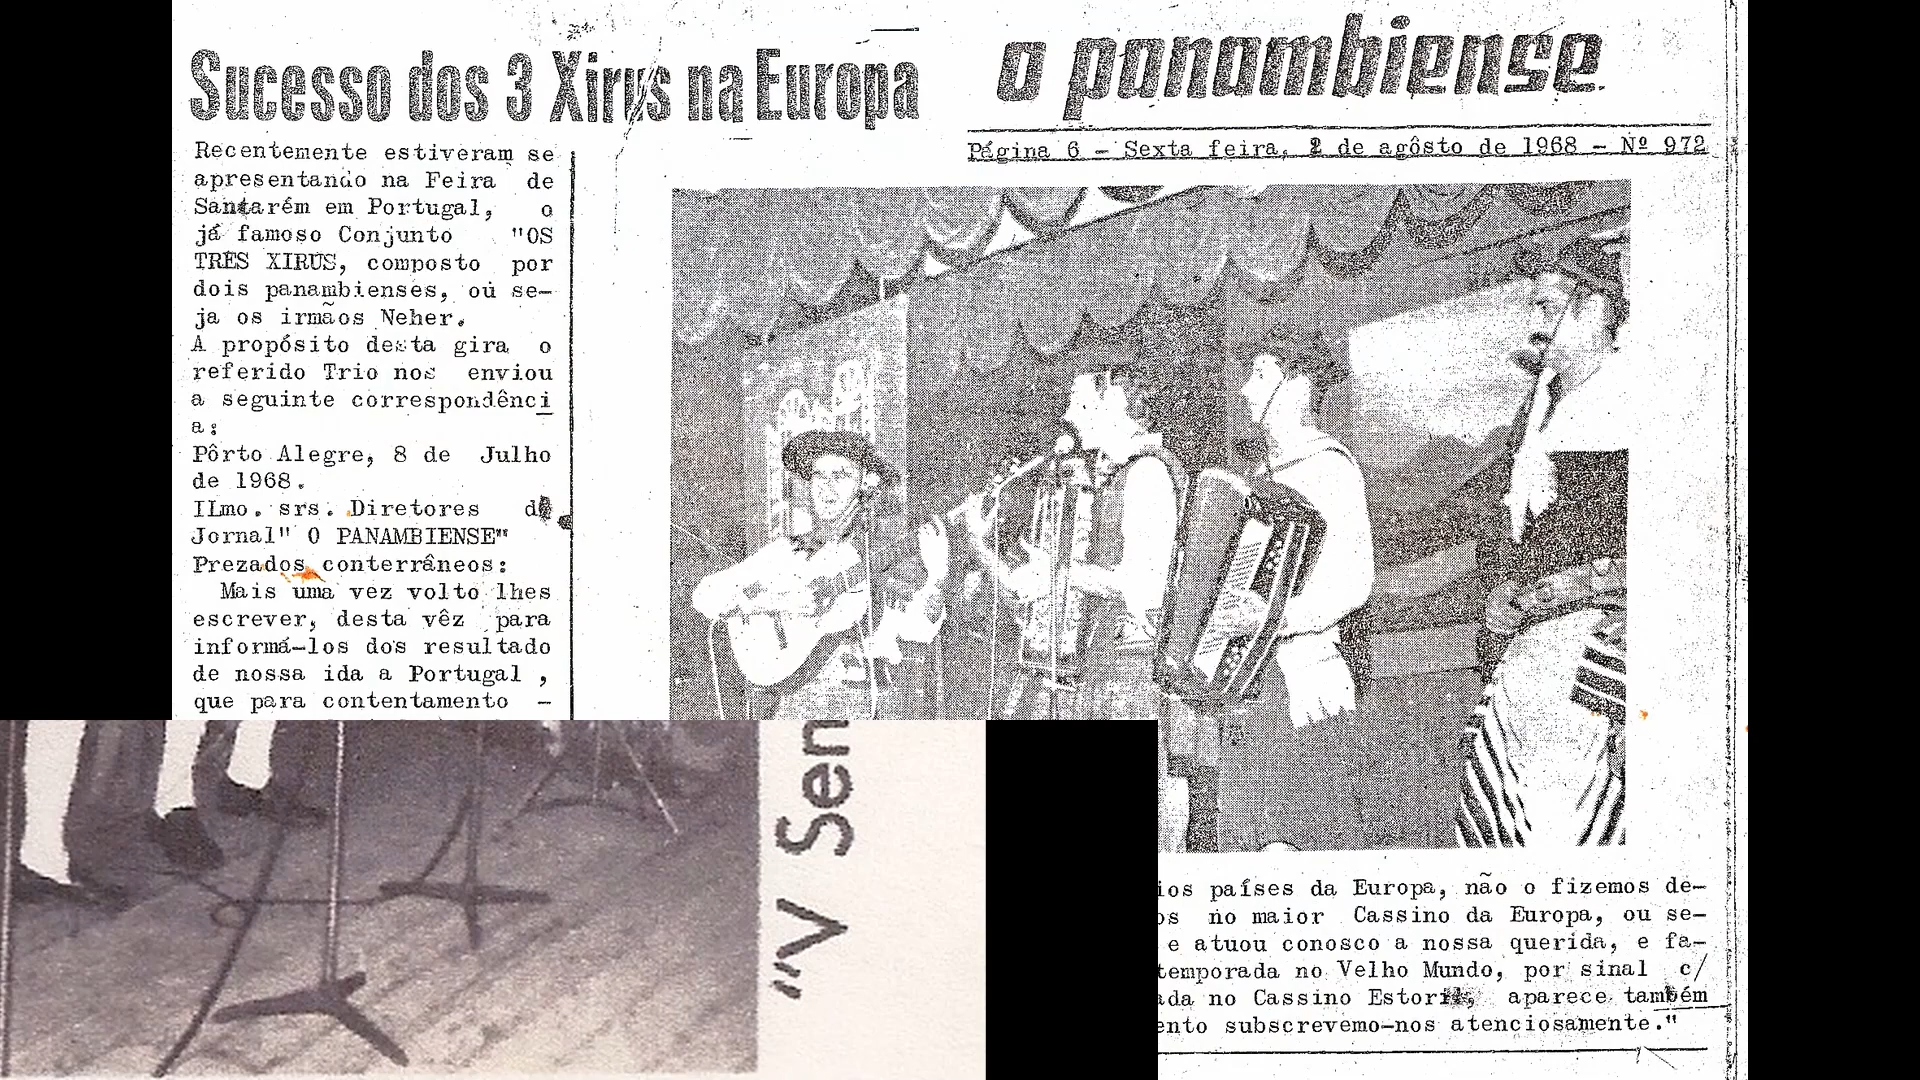 Sucesso dos 3 Xirus na Europa
o panambiense
Página 6 - Sexta feira, 2 de agôsto de 1968 - Nº 972
Recentemente estiveram se
apresentando na Feira de
Santarém em Portugal, o
já famoso Conjunto "OS
TRÊS XIRUS, composto por
dois panambienses, ou se-
ja os irmãos Neher.
A propósito desta gira o
referido Trio nos enviou
a seguinte correspondênci
a:
Pôrto Alegre, 8 de Julho
de 1968.
ILmo. srs. Diretores do
Jornal" O PANAMBIENSE"
Prezados conterrâneos:
Mais uma vez volto lhes
escrever, desta vêz para
informá-los dos resultado
de nossa ida a Portugal ,
que para contentamento -
países da Europa, não o fizemos de-
no maior Cassino da Europa, ou se-
e atuou conosco a nossa querida, e fa-
temporada no Velho Mundo, por sinal c/
no Cassino Estoril, aparece também
subscrevemo-nos atenciosamente."
"V Sen